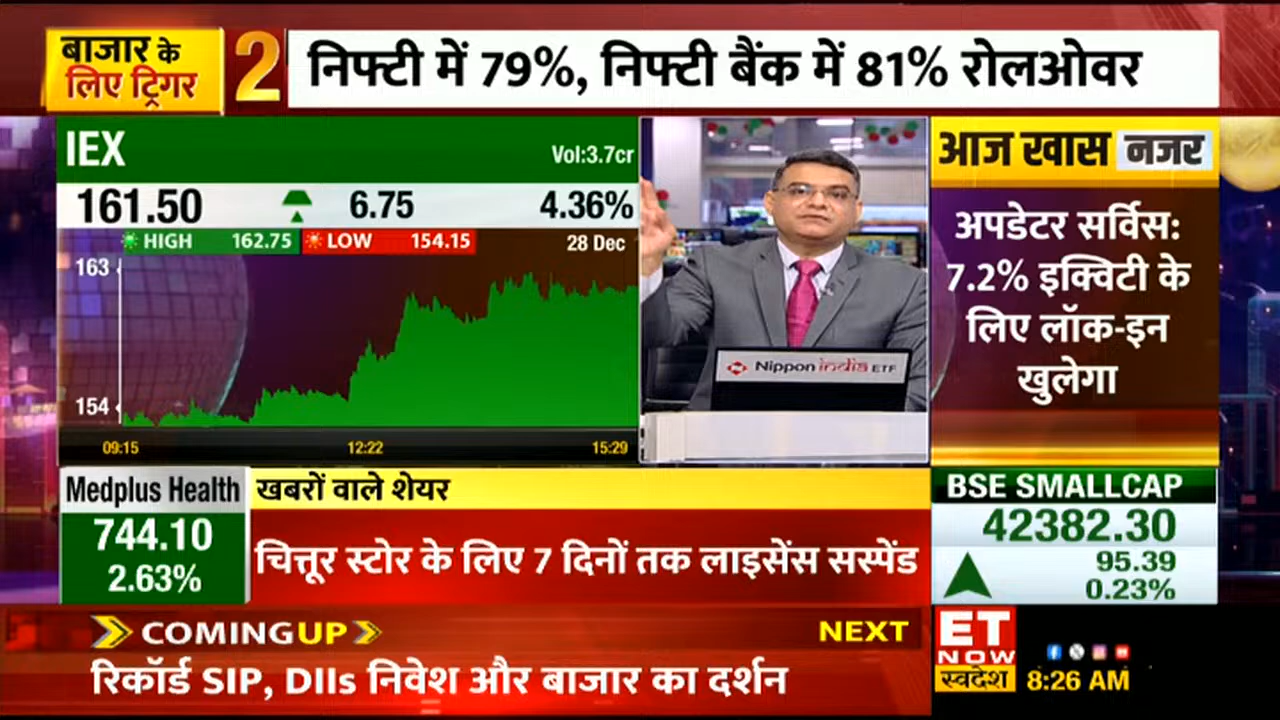 बाजार के
लिए ट्रिगर
2
निफ्टी में 79%, निफ्टी बैंक में 81% रोलओवर
IEX
Vol:3.7cr
161.50 6.75 4.36%
HIGH 162.75 LOW 154.15 28 Dec
163
154
09:15 12:22 15:29
Nippon india ETF
आज खास नजर
अपडेटर सर्विस:
7.2% इक्विटी के
लिए लॉक-इन
खुलेगा
Medplus Health
744.10
2.63%
खबरों वाले शेयर
चित्तूर स्टोर के लिए 7 दिनों तक लाइसेंस सस्पेंड
BSE SMALLCAP
42382.30
95.39
0.23%
COMING UP
NEXT
रिकॉर्ड SIP, DIIs निवेश और बाजार का दर्शन
ET
NOW
स्वदेश
8:26 AM